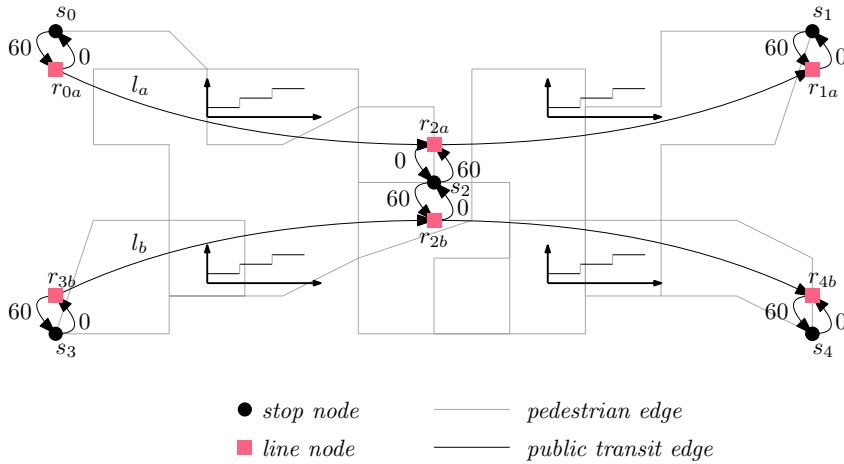 s0 s1
60 0 60 0
r0a la r1a
r2a
0 60
s2
60 0
r2b
lb
r3b r4b
60 0 60 0
s3 s4
stop node pedestrian edge
line node public transit edge